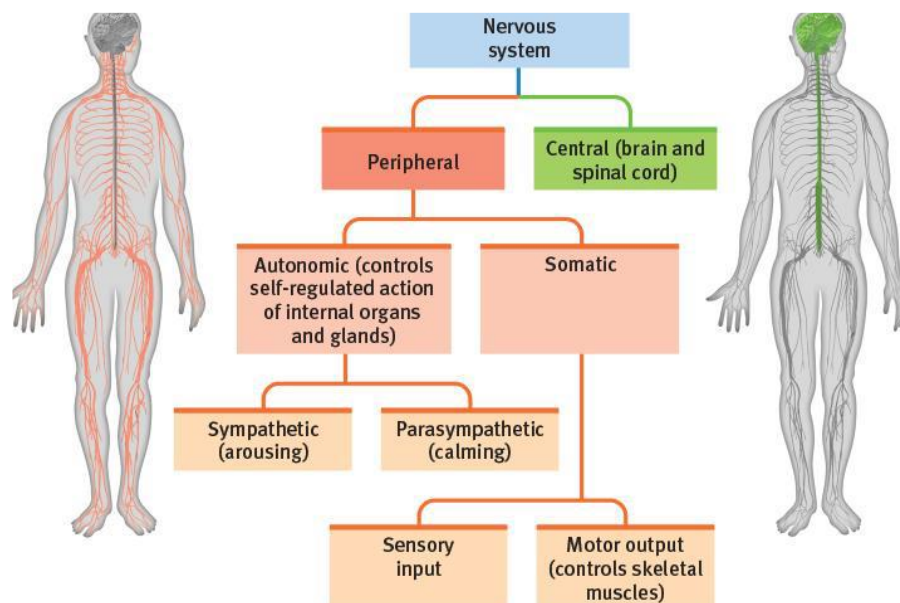 Nervous
system
Peripheral
Central (brain and
spinal cord)
Autonomic (controls
self-regulated action
of internal organs
and glands)
Somatic
Sympathetic
(arousing)
Parasympathetic
(calming)
Sensory
input
Motor output
(controls skeletal
muscles)